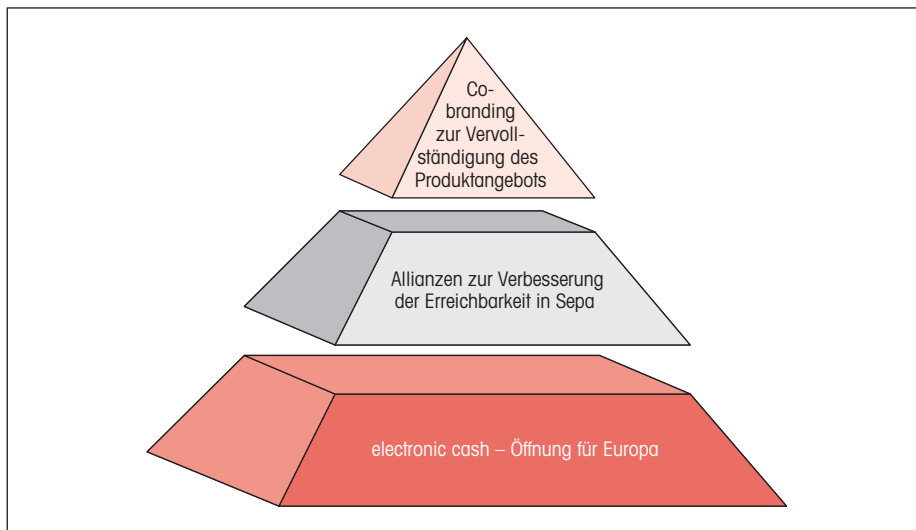 Co-
branding
zur Vervoll-
ständigung des
Produktangebots
Allianzen zur Verbesserung
der Erreichbarkeit in Sepa
electronic cash – Öffnung für Europa